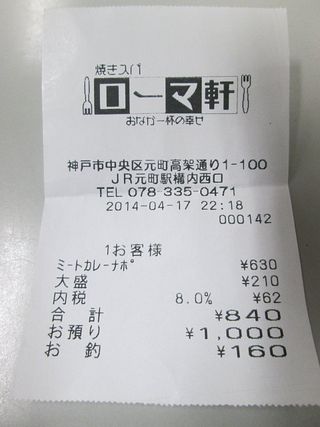 焼きスパ
ローマ軒
おなか一杯の幸せ
神戸市中央区元町高架通り1-100
JR元町駅構内西口
TEL 078-335-0471
2014-04-17 22:18
000142
1お客様
ﾐｰﾄｶﾚｰﾅﾎﾟ ¥630
大盛 ¥210
内税 8.0% ¥62
合計 ¥840
お預り ¥1,000
お釣 ¥160